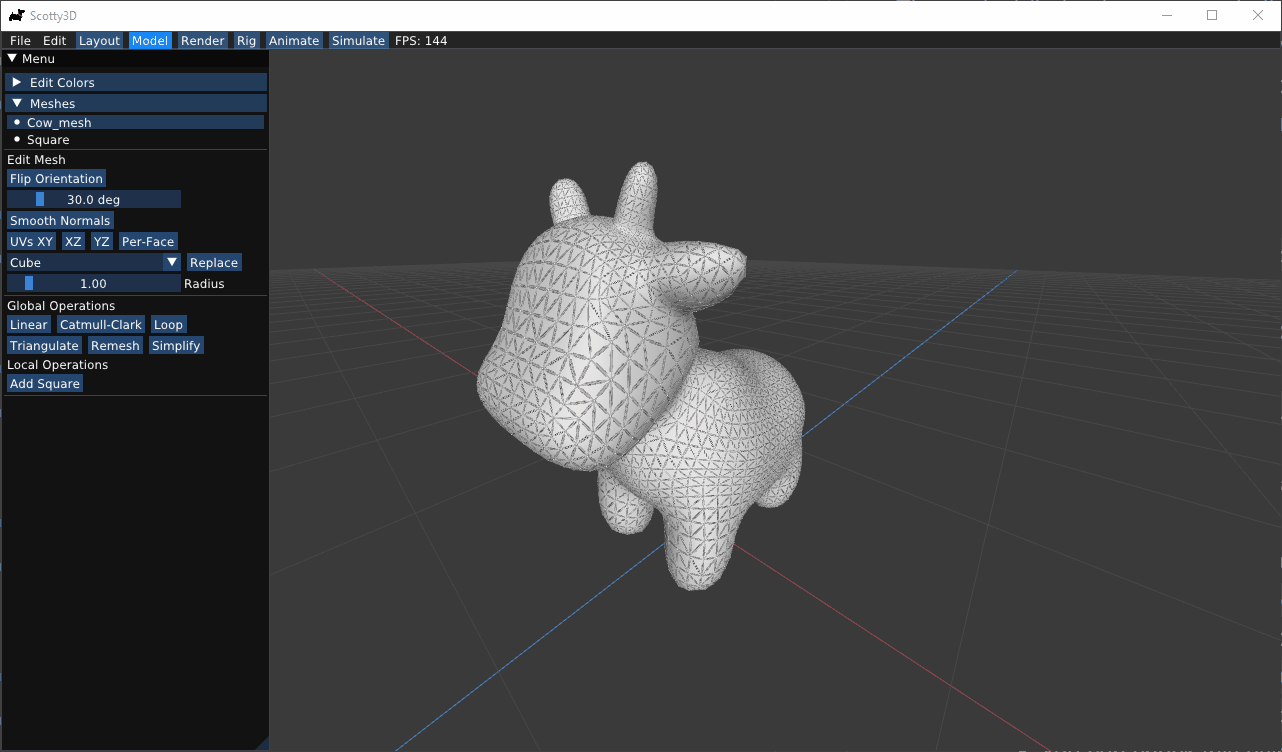 Scotty3D
File Edit Layout Model Render Rig Animate Simulate FPS: 144
Menu
Edit Colors
Meshes
Cow_mesh
Square
Edit Mesh
Flip Orientation
30.0 deg
Smooth Normals
UVs XY XZ YZ Per-Face
Cube Replace
1.00 Radius
Global Operations
Linear Catmull-Clark Loop
Triangulate Remesh Simplify
Local Operations
Add Square